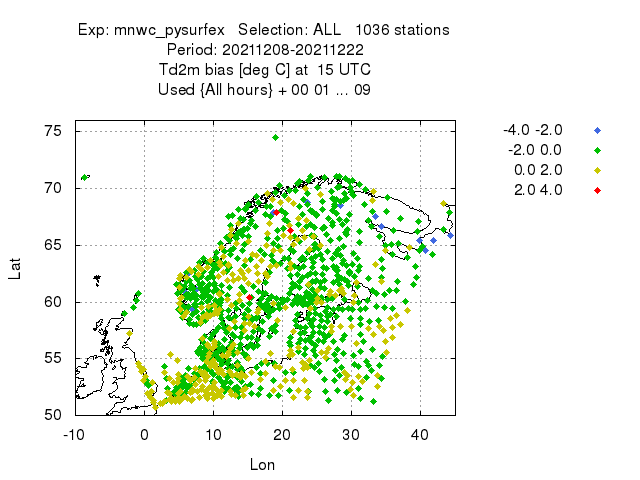 Exp: mnwc_pysurfex   Selection: ALL   1036 stations
Period: 20211208-20211222
Td2m bias [deg C] at  15 UTC
Used {All hours} + 00 01 ... 09
-4.0 -2.0
-2.0 0.0
0.0 2.0
2.0 4.0
75
70
65
60
55
50
Lat
-10 0 10 20 30 40
Lon